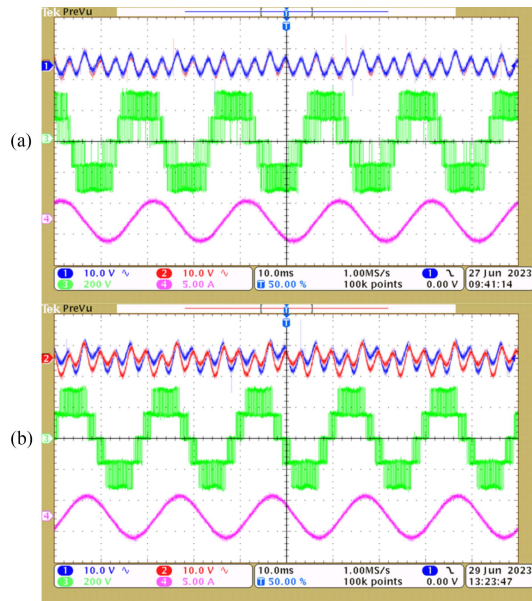 Tek PreVu
T
1
(a)
3
4
1 10.0 V ∿ 2 10.0 V ∿ 10.0ms 1.00MS/s 1 ↘ 27 Jun 2023
3 200 V 4 5.00 A T 50.00 % 100k points 0.00 V 09:41:14
Tek PreVu
T
2
(b)
3
4
1 10.0 V ∿ 2 10.0 V ∿ 10.0ms 1.00MS/s 1 ↘ 29 Jun 2023
3 200 V 4 5.00 A T 50.00 % 100k points 0.00 V 13:23:47